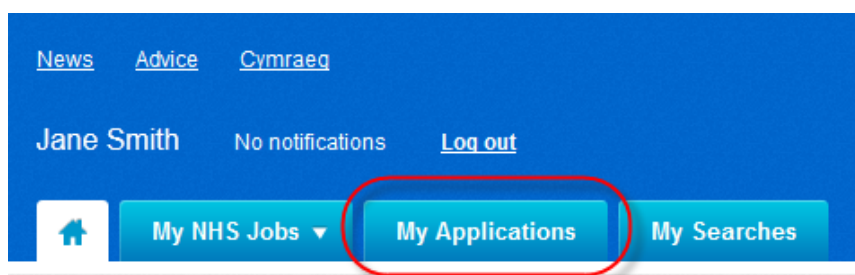 News Advice Cymraeg
Jane Smith No notifications Log out
My NHS Jobs ▼ My Applications My Searches